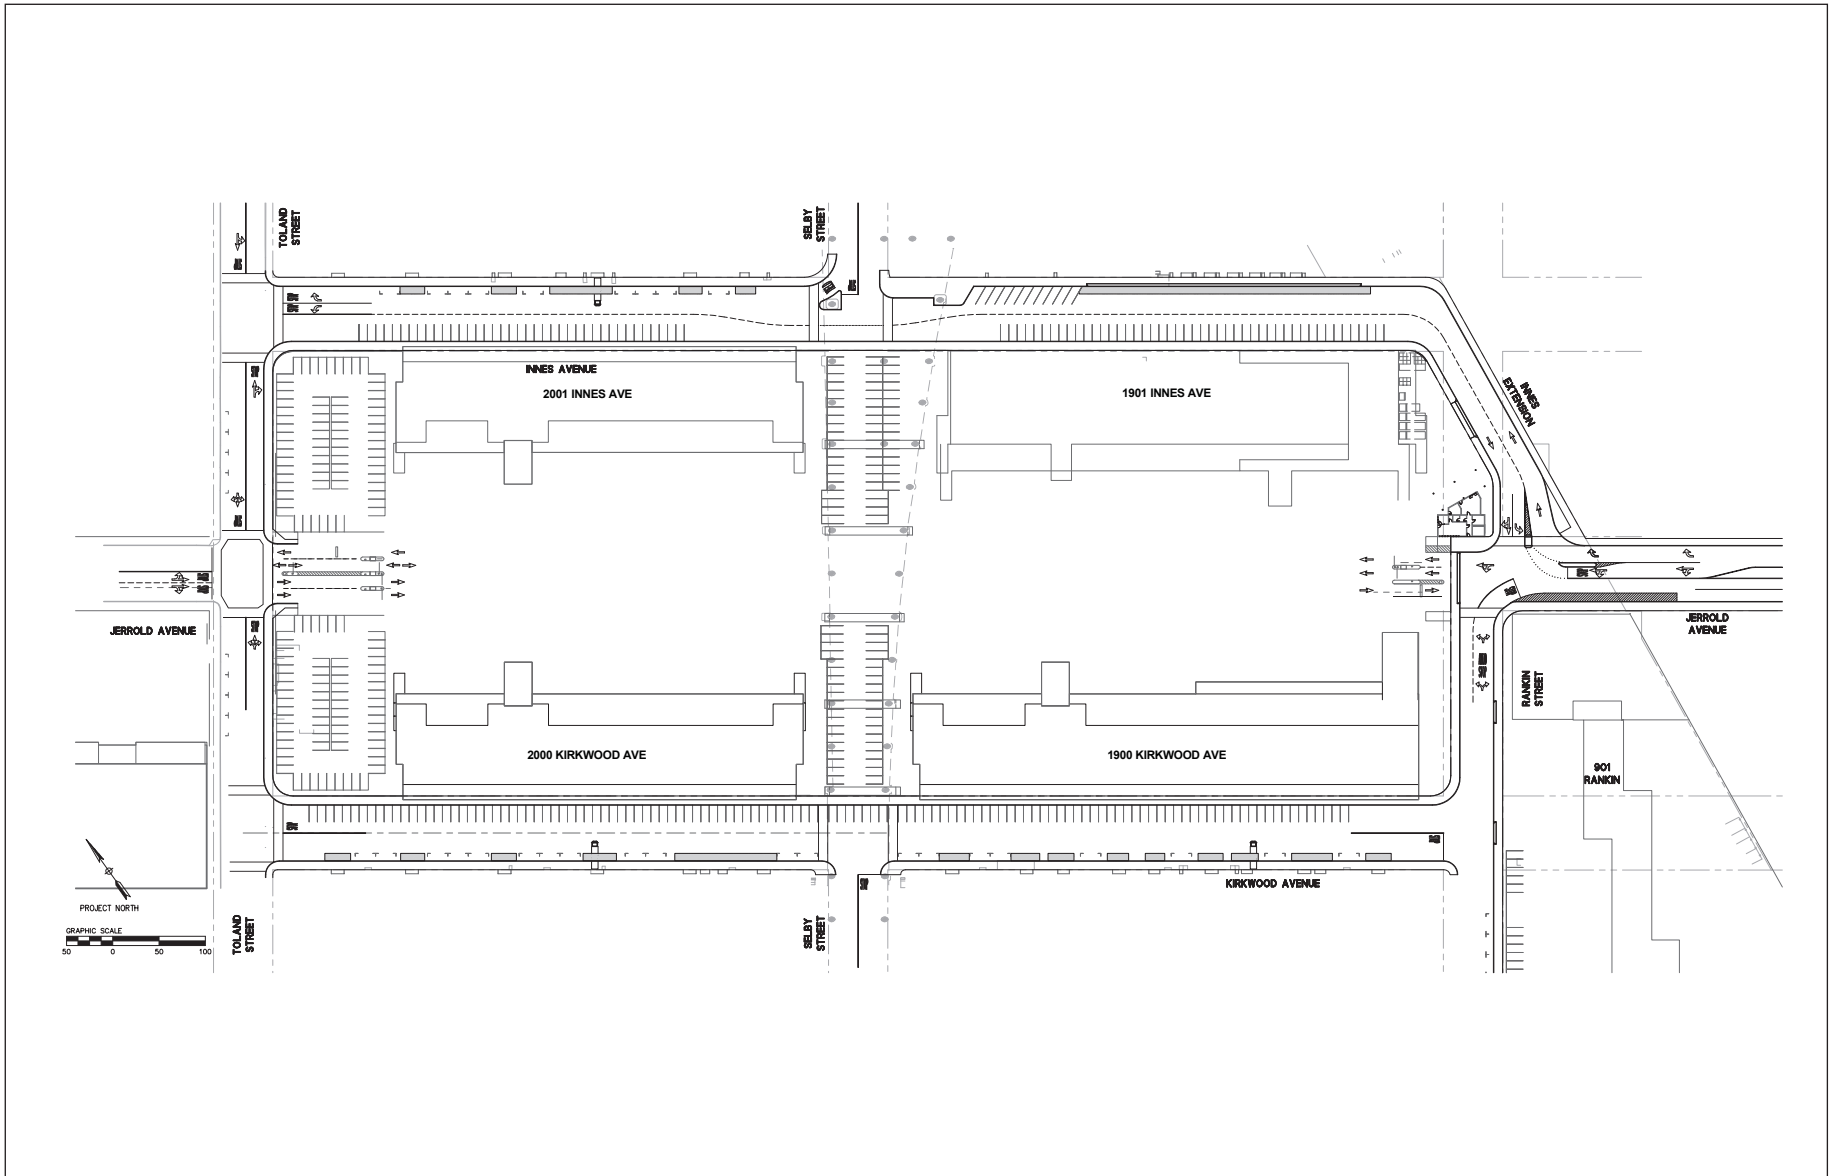 TOLAND
STREET
SELBY
STREET
INNES AVENUE
2001 INNES AVE
1901 INNES AVE
INNES
EXTENSION
JERROLD AVENUE
JERROLD
AVENUE
RANKIN
STREET
2000 KIRKWOOD AVE
1900 KIRKWOOD AVE
901
RANKIN
KIRKWOOD AVENUE
PROJECT NORTH
GRAPHIC SCALE
50 0 50 100
TOLAND
STREET
SELBY
STREET